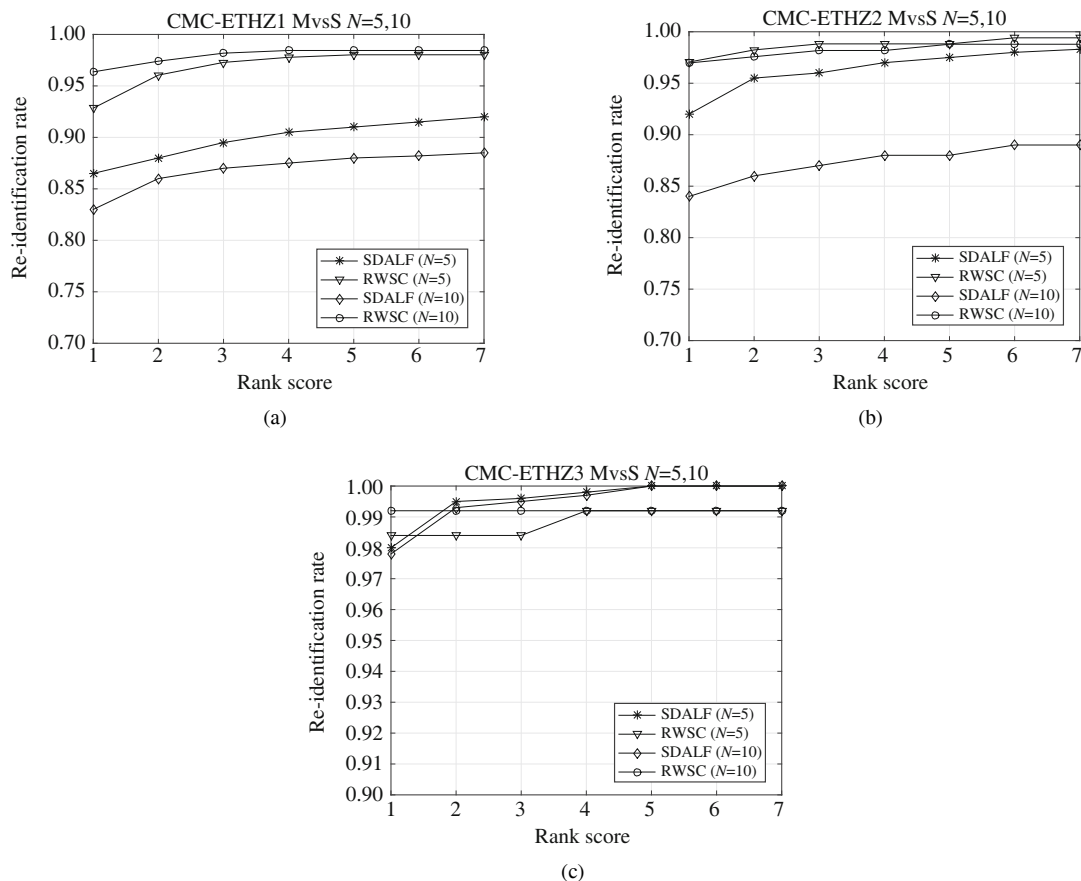 CMC-ETHZ1 MvsS N=5,10
Re-identification rate
1.00
0.95
0.90
0.85
0.80
0.75
0.70
SDALF (N=5)
RWSC (N=5)
SDALF (N=10)
RWSC (N=10)
1 2 3 4 5 6 7
Rank score
(a)
CMC-ETHZ2 MvsS N=5,10
Re-identification rate
1.00
0.95
0.90
0.85
0.80
0.75
0.70
SDALF (N=5)
RWSC (N=5)
SDALF (N=10)
RWSC (N=10)
1 2 3 4 5 6 7
Rank score
(b)
CMC-ETHZ3 MvsS N=5,10
Re-identification rate
1.00
0.99
0.98
0.97
0.96
0.95
0.94
0.93
0.92
0.91
0.90
SDALF (N=5)
RWSC (N=5)
SDALF (N=10)
RWSC (N=10)
1 2 3 4 5 6 7
Rank score
(c)